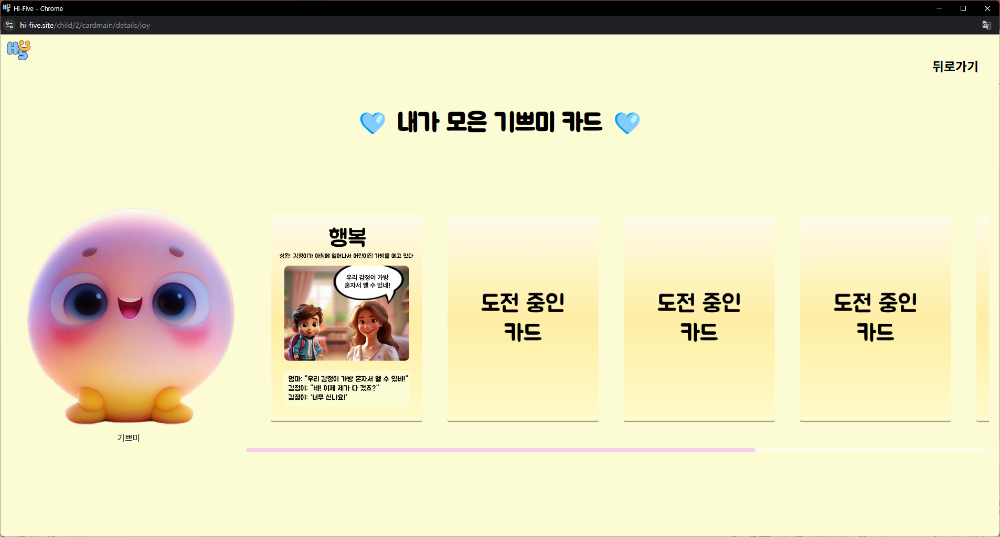 Hi-Five - Chrome
hi-five.site/child/2/cardmain/details/joy
H5
뒤로가기
내가 모은 기쁘미 카드
행복
상황: 감정이가 아침에 일어나서 어린이집 가방을 메고 있다
우리 감정이 가방
혼자서 멜 수 있네!
엄마: "우리 감정이 가방 혼자서 멜 수 있네!"
감정이: "네! 이제 제가 다 컸죠?"
감정이: '너무 신나요!'
도전 중인
카드
도전 중인
카드
도전 중인
카드
기쁘미